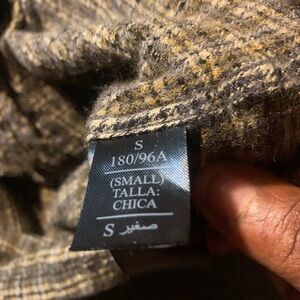 S
180/96A
(SMALL)
TALLA:
CHICA
صغير S